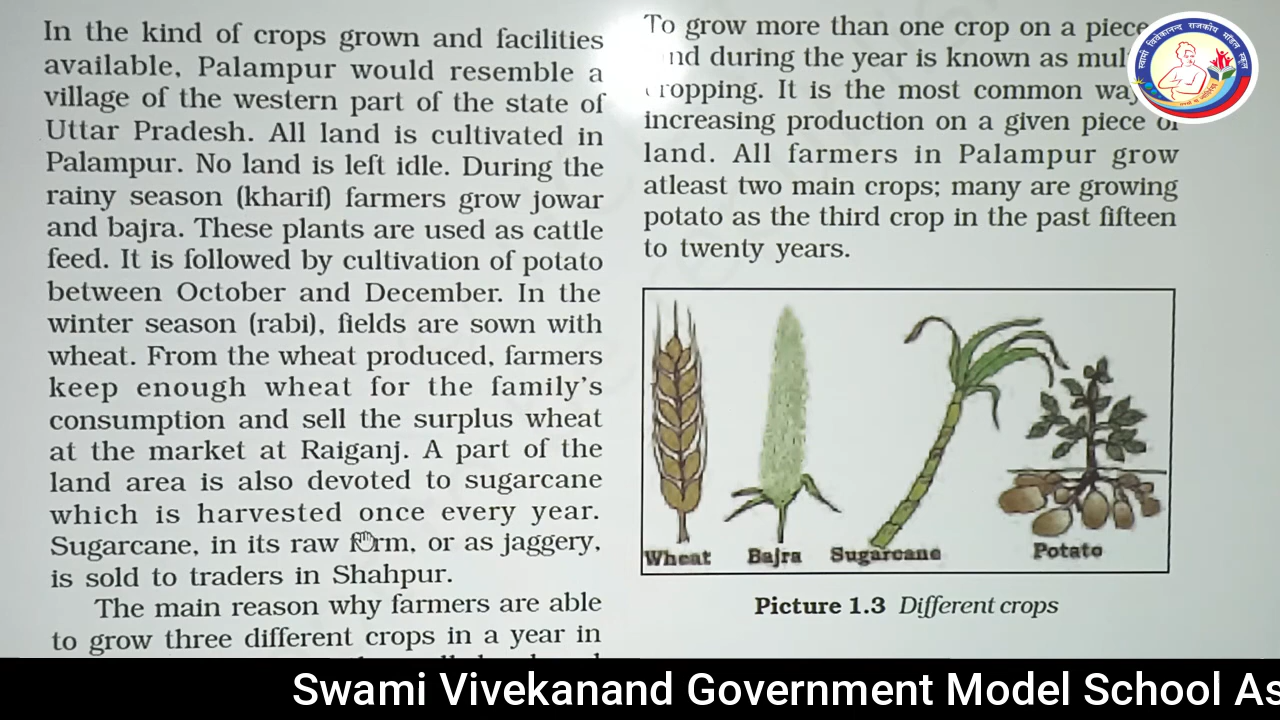 In the kind of crops grown and facilities
available, Palampur would resemble a
village of the western part of the state of
Uttar Pradesh. All land is cultivated in
Palampur. No land is left idle. During the
rainy season (kharif) farmers grow jowar
and bajra. These plants are used as cattle
feed. It is followed by cultivation of potato
between October and December. In the
winter season (rabi), fields are sown with
wheat. From the wheat produced, farmers
keep enough wheat for the family's
consumption and sell the surplus wheat
at the market at Raiganj. A part of the
land area is also devoted to sugarcane
which is harvested once every year.
Sugarcane, in its raw form, or as jaggery,
is sold to traders in Shahpur.
The main reason why farmers are able
to grow three different crops in a year in
To grow more than one crop on a piece
nd during the year is known as mul
ropping. It is the most common way
increasing production on a given piece of
land. All farmers in Palampur grow
atleast two main crops; many are growing
potato as the third crop in the past fifteen
to twenty years.
Wheat Bajra Sugarcane Potato
Picture 1.3 Different crops
स्वामी विवेकानन्द राजकीय मॉडल स्कूल
Swami Vivekanand Government Model School As